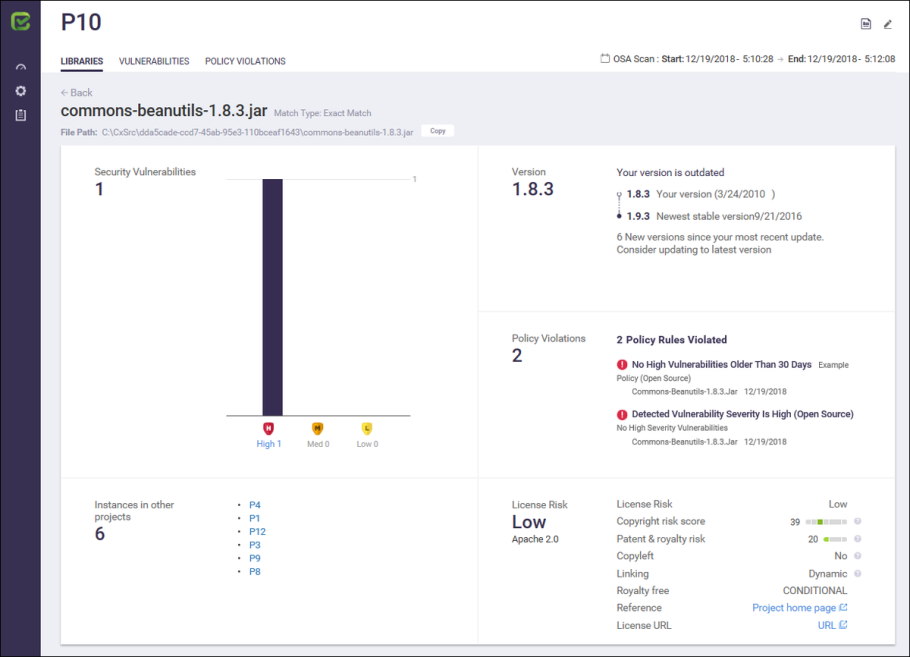 P10
LIBRARIES VULNERABILITIES POLICY VIOLATIONS
OSA Scan : Start: 12/19/2018- 5:10:28 → End: 12/19/2018- 5:12:08
← Back
commons-beanutils-1.8.3.jar Match Type: Exact Match
File Path: C:\CxSrc\dda5cade-ccd7-45ab-95e3-110bceaf1643\commons-beanutils-1.8.3.jar Copy
Security Vulnerabilities
1
1
H M L
High 1 Med 0 Low 0
Version
1.8.3
Your version is outdated
1.8.3 Your version (3/24/2010 )
1.9.3 Newest stable version9/21/2016
6 New versions since your most recent update.
Consider updating to latest version
Policy Violations
2
2 Policy Rules Violated
No High Vulnerabilities Older Than 30 Days Example
Policy (Open Source)
Commons-Beanutils-1.8.3.Jar 12/19/2018
Detected Vulnerability Severity Is High (Open Source)
No High Severity Vulnerabilities
Commons-Beanutils-1.8.3.Jar 12/19/2018
Instances in other
projects
6
• P4
• P1
• P12
• P3
• P9
• P8
License Risk
Low
Apache 2.0
License Risk Low
Copyright risk score 39
Patent & royalty risk 20
Copyleft No
Linking Dynamic
Royalty free CONDITIONAL
Reference Project home page
License URL URL